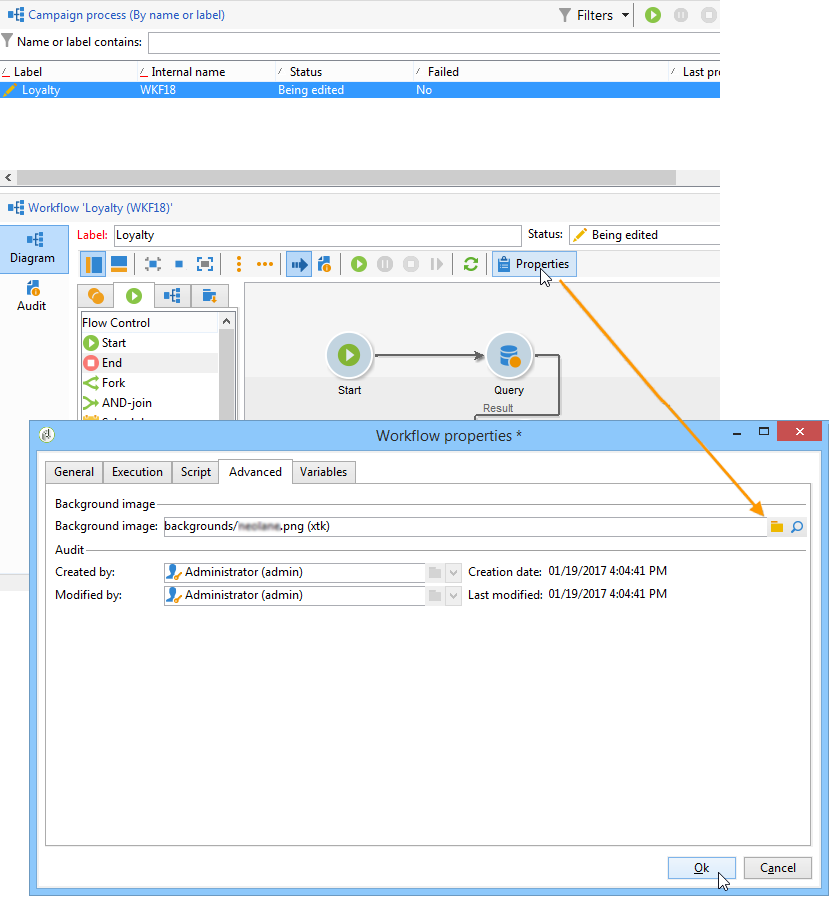 Campaign process (By name or label)
Filters
Name or label contains:
Label Internal name Status Failed Last pr
Loyalty WKF18 Being edited No
Workflow 'Loyalty (WKF18)'
Diagram
Audit
Label: Loyalty Status: Being edited
Properties
Flow Control
Start
End
Fork
AND-join
Start
Query
Result
Workflow properties *
General Execution Script Advanced Variables
Background image
Background image: backgrounds/ .png (xtk)
Audit
Created by: Administrator (admin) Creation date: 01/19/2017 4:04:41 PM
Modified by: Administrator (admin) Last modified: 01/19/2017 4:04:41 PM
Ok Cancel